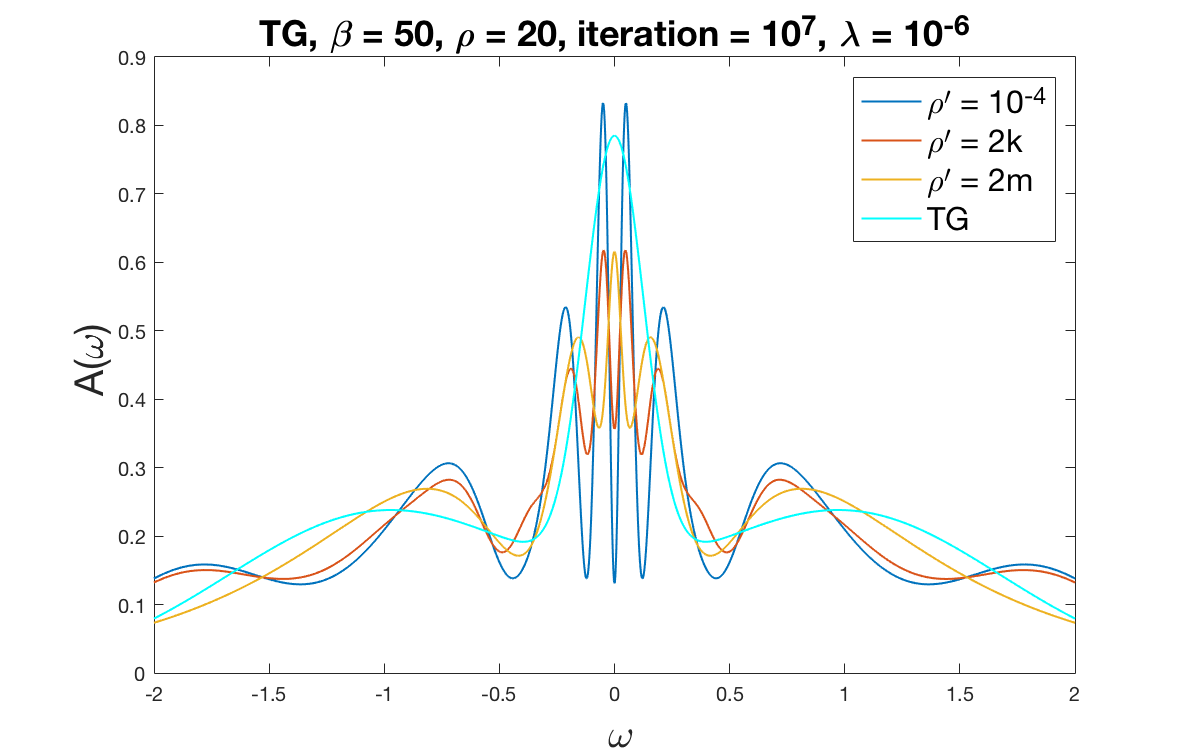 TG, β = 50, ρ = 20, iteration = 10⁷, λ = 10⁻⁶
ρ′ = 10⁻⁴
ρ′ = 2k
ρ′ = 2m
TG
A(ω)
0.9
0.8
0.7
0.6
0.5
0.4
0.3
0.2
0.1
0
-2 -1.5 -1 -0.5 0 0.5 1 1.5 2
ω